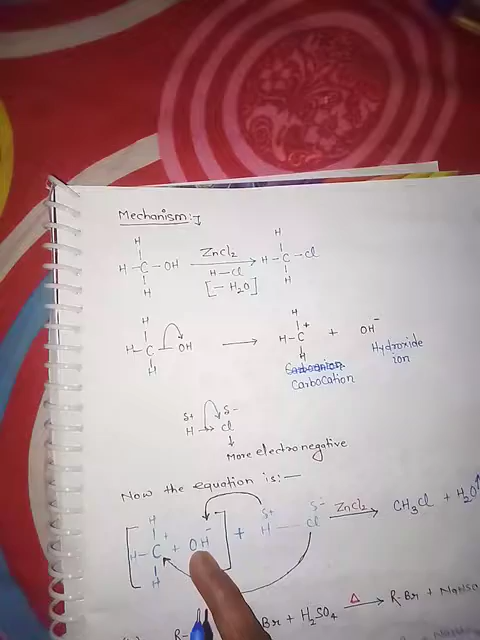 Mechanism:-
H
H-C-OH ZnCl2 H-C-Cl
H H-Cl H
[-H2O]
H H
H-C-OH → H-C+ + OH-
H H
Hydroxide
ion
Carbocation
δ+ δ-
H → Cl
↓
More electronegative
Now the equation is:—
[H-C+ + OH-] + H — Cl ZnCl2 → CH3Cl + H2O↑
H δ+ δ-
H
R- Br + H2SO4 Δ→ R-Br +